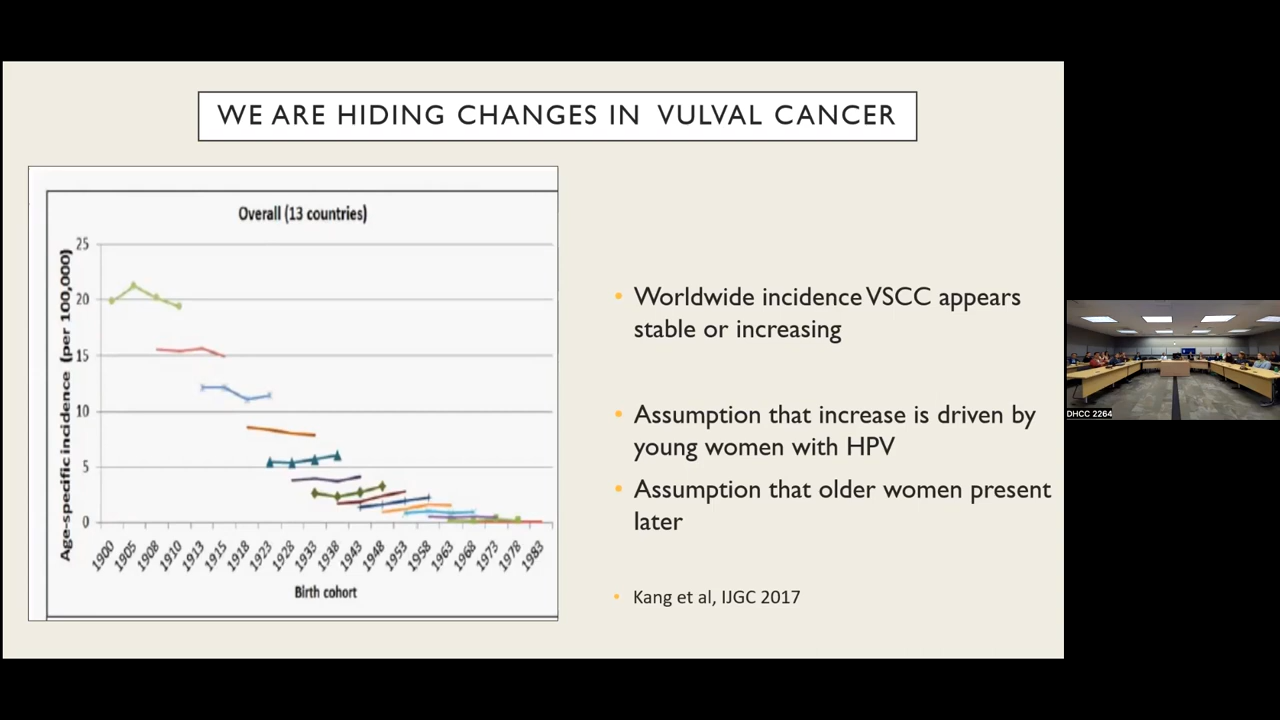 WE ARE HIDING CHANGES IN VULVAL CANCER
Overall (13 countries)
Age-specific incidence (per 100,000)
25
20
15
10
5
0
1900
1905
1908
1910
1913
1915
1918
1923
1928
1933
1938
1943
1948
1953
1958
1963
1968
1973
1978
1983
Birth cohort
• Worldwide incidence VSCC appears
stable or increasing
• Assumption that increase is driven by
young women with HPV
• Assumption that older women present
later
• Kang et al, IJGC 2017
DHCC 2264